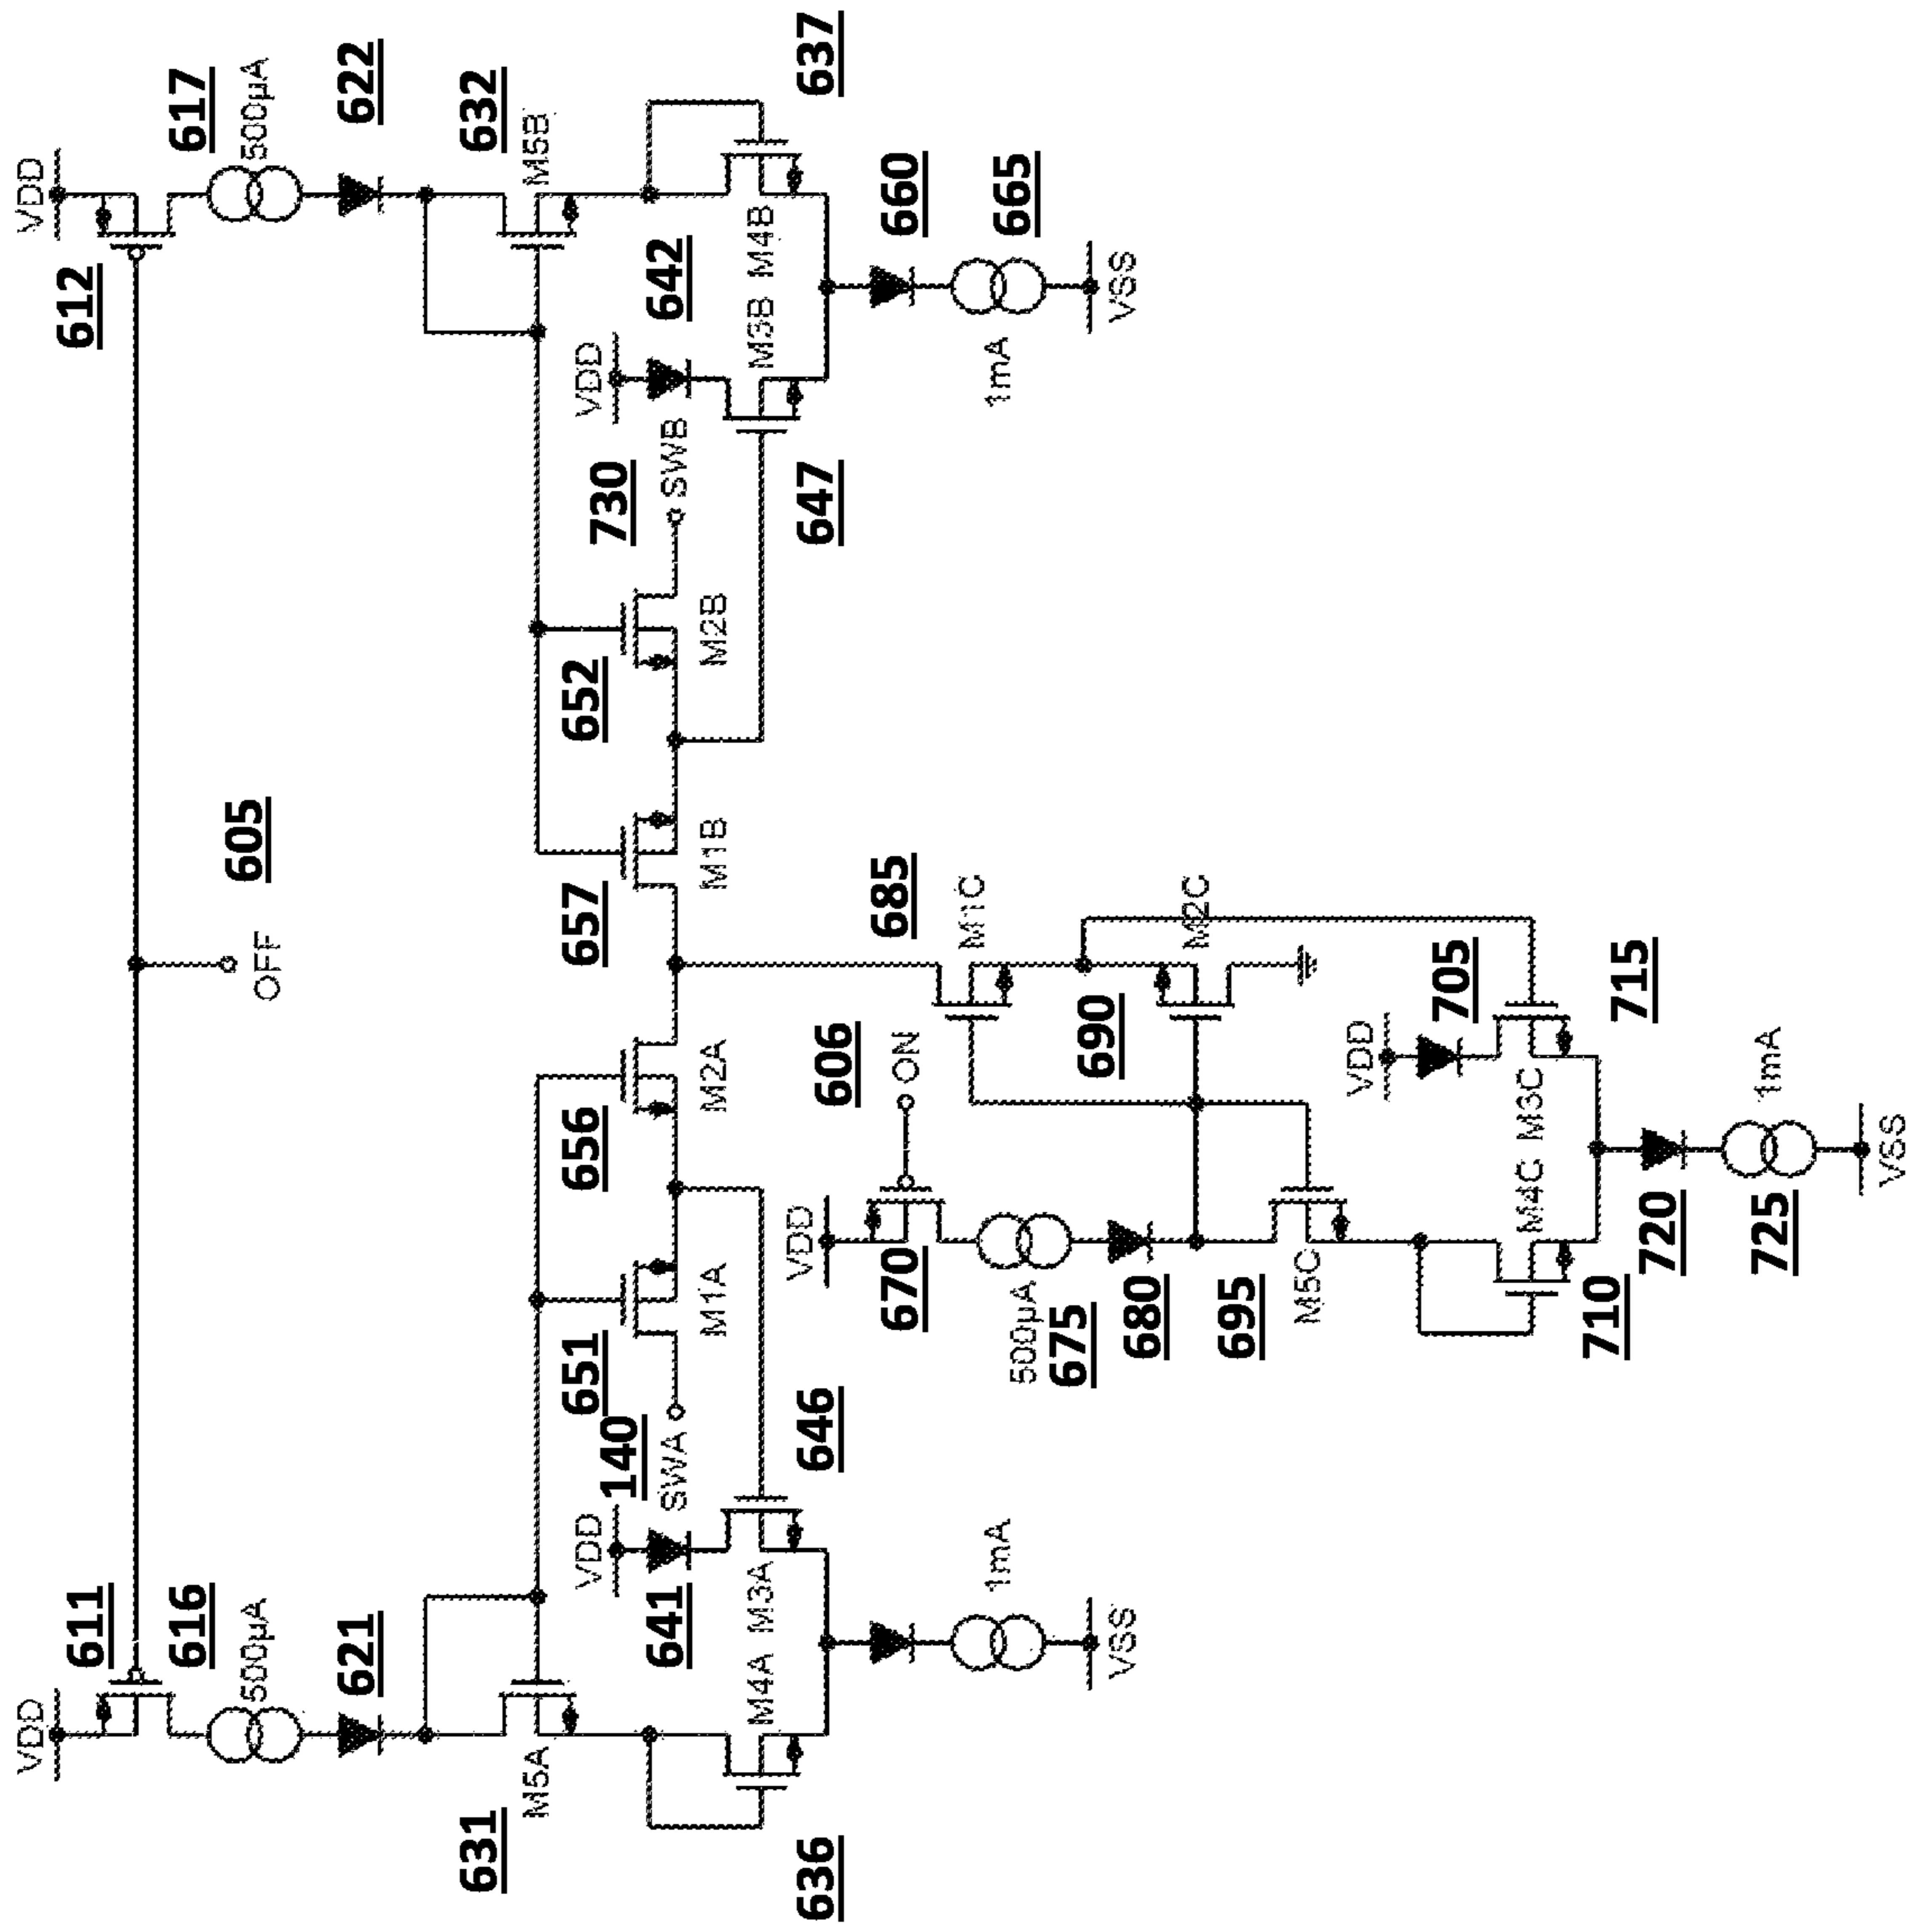 VDD
611
616
500µA
621
631
M5A
636
M4A M3A
641
VDD
140
SWA
646
1mA
VSS
651
M1A
656
M2A
605
OFF
657
M1B
652
M2B
730
SWB
647
VDD
642
M3B M4B
612
VDD
617
500µA
622
632
M5B
637
660
665
1mA
VSS
606
ON
VDD
670
500µA
675
680
695
M5C
685
M1C
690
M2C
705
VDD
715
M4C M3C
710
720
725
1mA
VSS